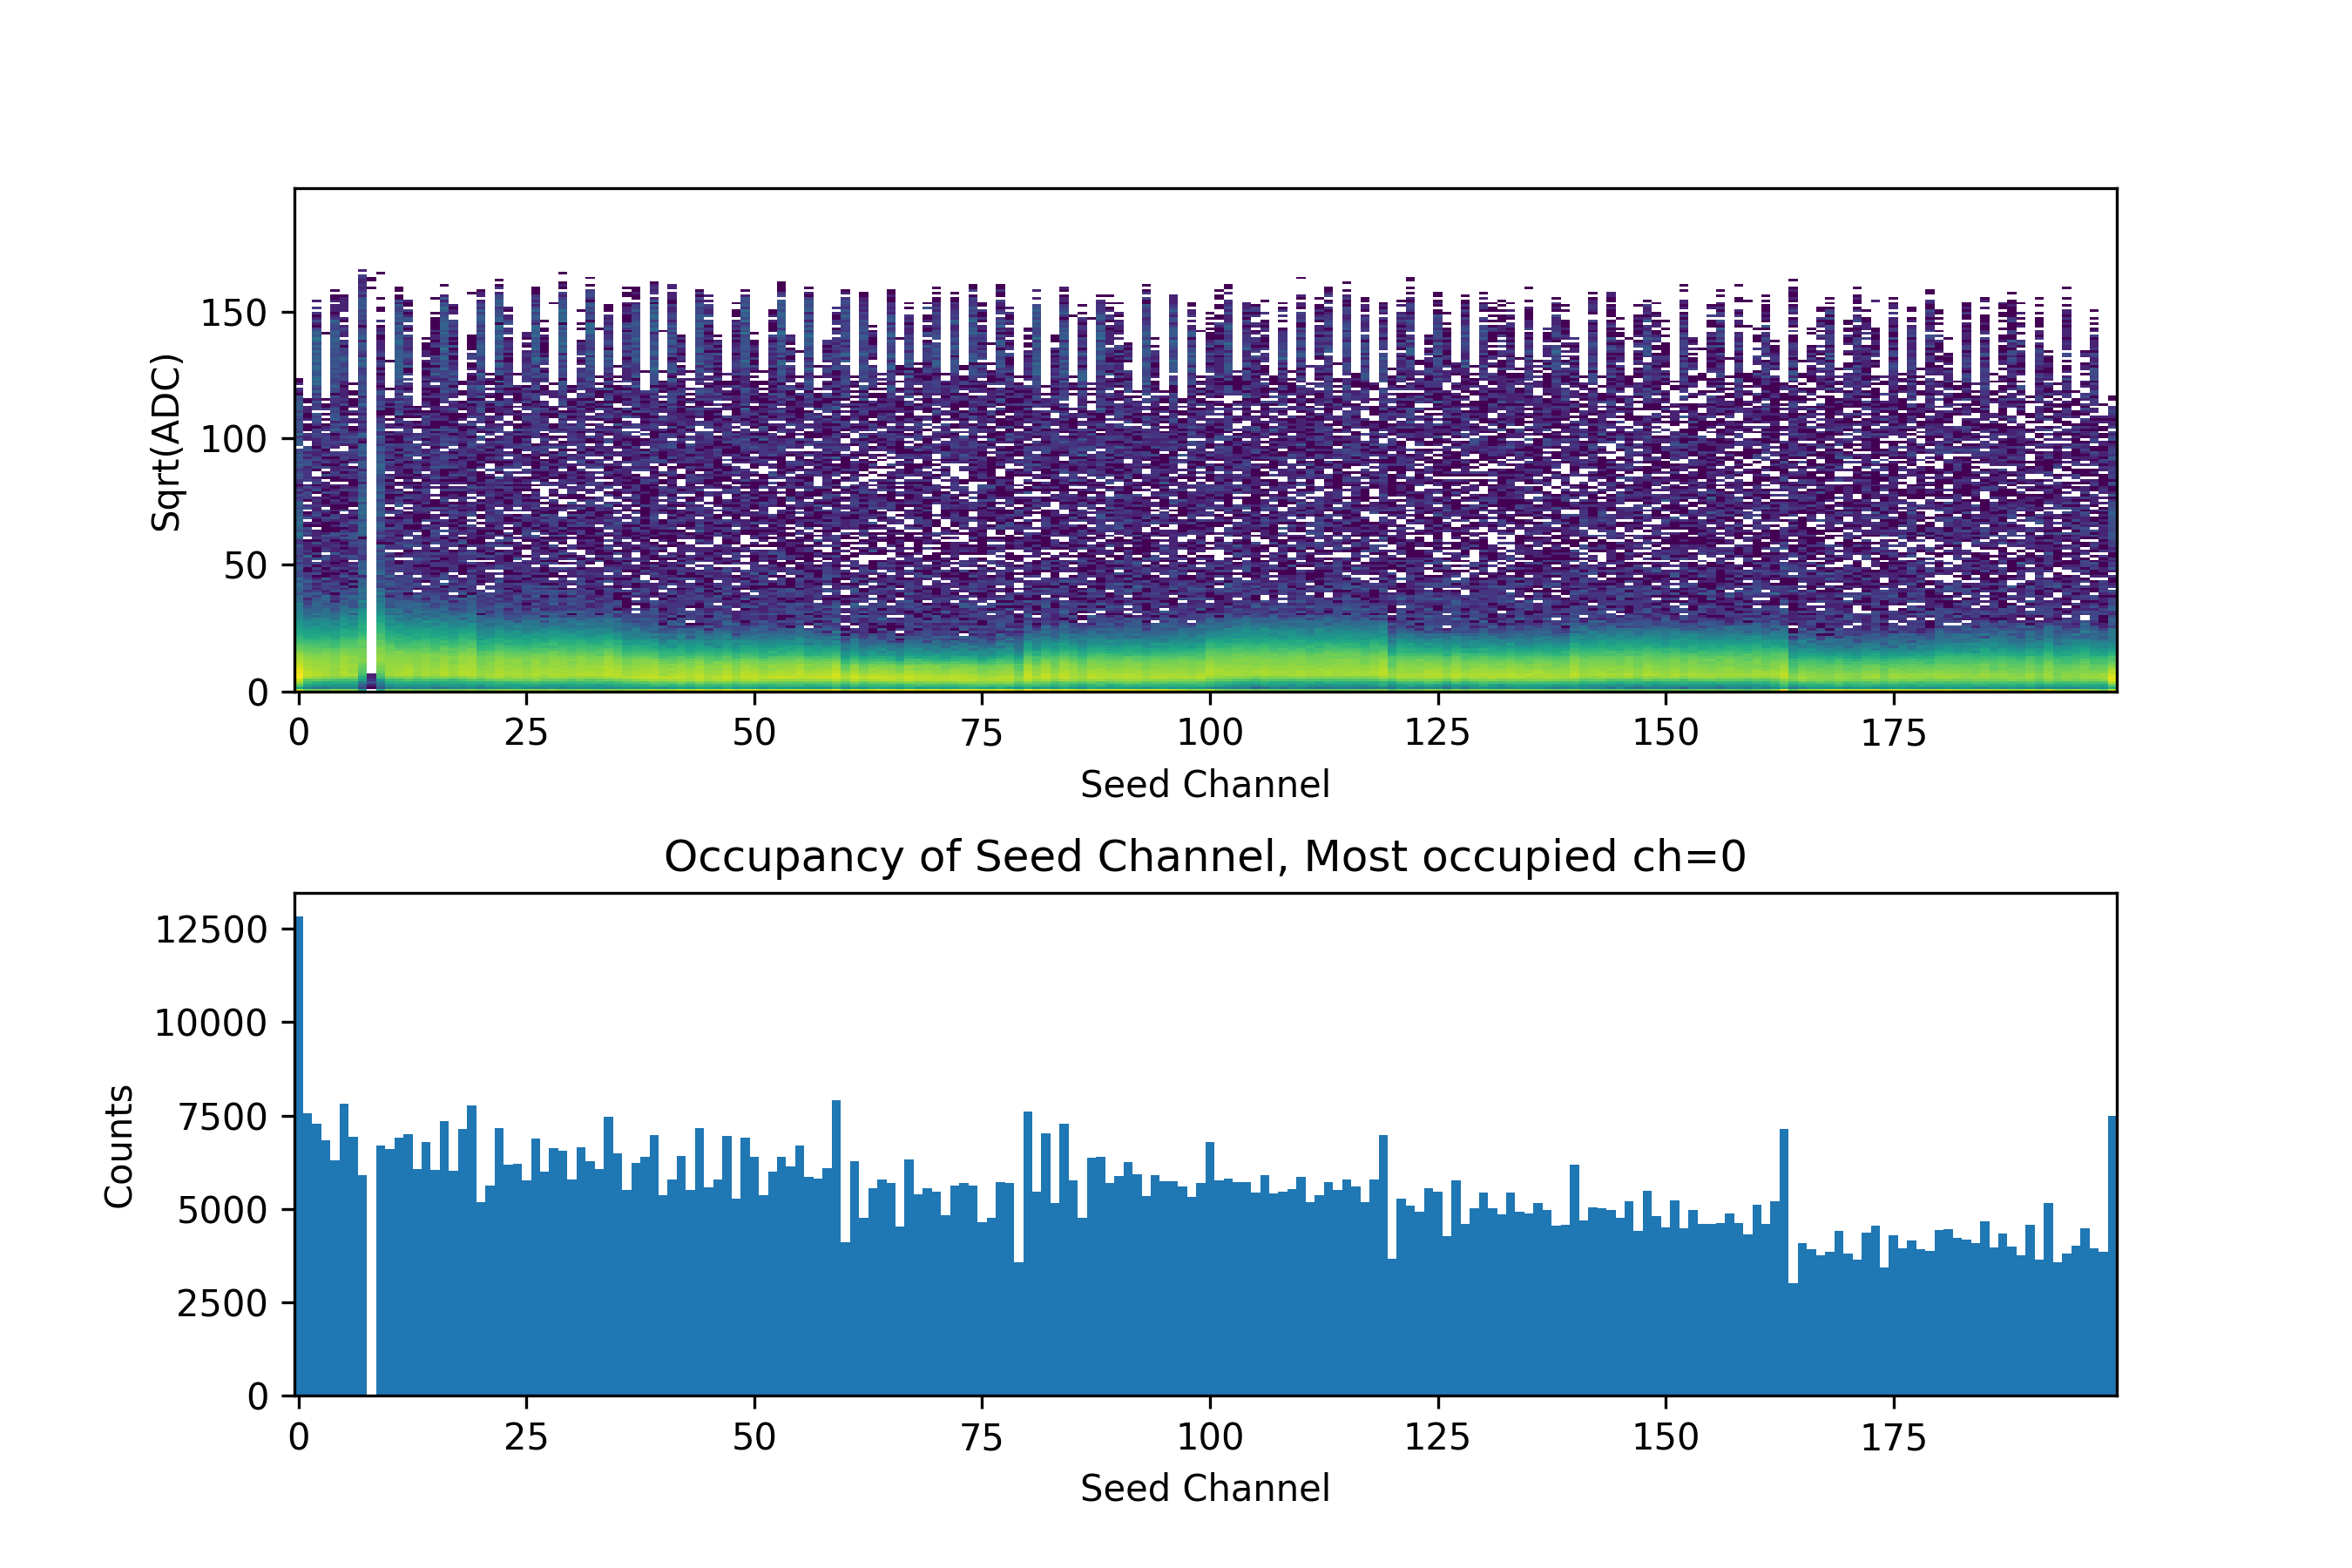 150
100
50
0
Sqrt(ADC)
0 25 50 75 100 125 150 175
Seed Channel
Occupancy of Seed Channel, Most occupied ch=0
12500
10000
7500
5000
2500
0
Counts
0 25 50 75 100 125 150 175
Seed Channel